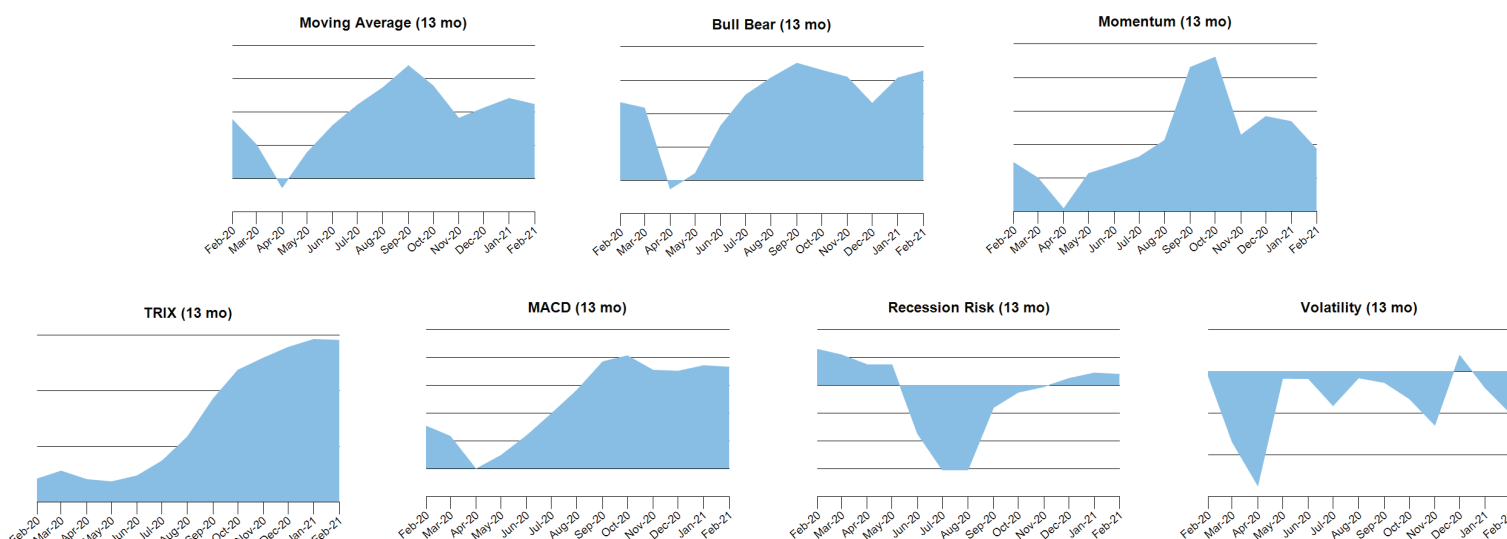 Moving Average (13 mo)
Feb-20 Mar-20 Apr-20 May-20 Jun-20 Jul-20 Aug-20 Sep-20 Oct-20 Nov-20 Dec-20 Jan-21 Feb-21
Bull Bear (13 mo)
Feb-20 Mar-20 Apr-20 May-20 Jun-20 Jul-20 Aug-20 Sep-20 Oct-20 Nov-20 Dec-20 Jan-21 Feb-21
Momentum (13 mo)
Feb-20 Mar-20 Apr-20 May-20 Jun-20 Jul-20 Aug-20 Sep-20 Oct-20 Nov-20 Dec-20 Jan-21 Feb-21
TRIX (13 mo)
Feb-20 Mar-20 Apr-20 May-20 Jun-20 Jul-20 Aug-20 Sep-20 Oct-20 Nov-20 Dec-20 Jan-21 Feb-21
MACD (13 mo)
Feb-20 Mar-20 Apr-20 May-20 Jun-20 Jul-20 Aug-20 Sep-20 Oct-20 Nov-20 Dec-20 Jan-21 Feb-21
Recession Risk (13 mo)
Feb-20 Mar-20 Apr-20 May-20 Jun-20 Jul-20 Aug-20 Sep-20 Oct-20 Nov-20 Dec-20 Jan-21 Feb-21
Volatility (13 mo)
Feb-20 Mar-20 Apr-20 May-20 Jun-20 Jul-20 Aug-20 Sep-20 Oct-20 Nov-20 Dec-20 Jan-21